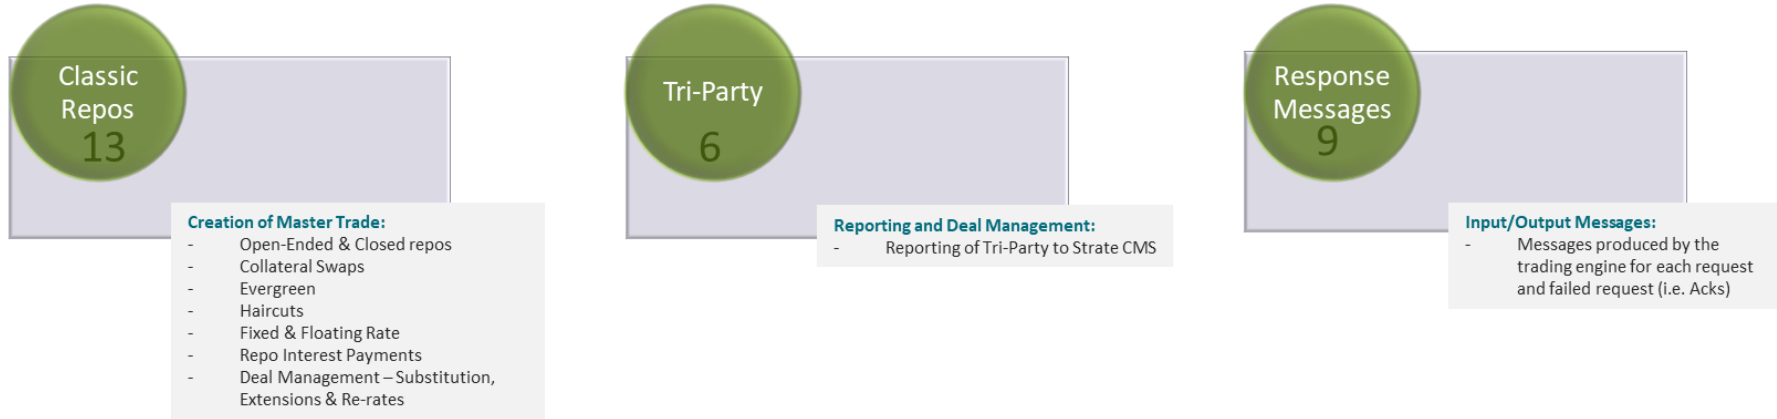 Classic
Repos
13
Creation of Master Trade:
- Open-Ended & Closed repos
- Collateral Swaps
- Evergreen
- Haircuts
- Fixed & Floating Rate
- Repo Interest Payments
- Deal Management – Substitution,
Extensions & Re-rates
Tri-Party
6
Reporting and Deal Management:
- Reporting of Tri-Party to Strate CMS
Response
Messages
9
Input/Output Messages:
- Messages produced by the
trading engine for each request
and failed request (i.e. Acks)